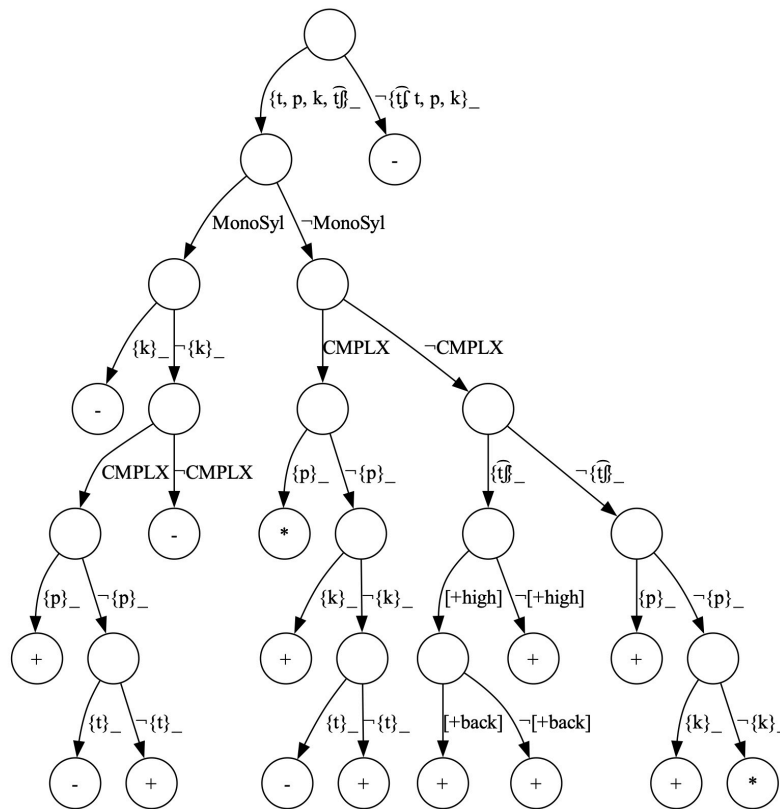 {t, p, k, t͡ʃ}_ ¬{t͡ʃ, t, p, k}_
-
MonoSyl ¬MonoSyl
{k}_ ¬{k}_ CMPLX ¬CMPLX
-
CMPLX ¬CMPLX {p}_ ¬{p}_ {t͡ʃ}_ ¬{t͡ʃ}_
- *
{p}_ ¬{p}_ {k}_ ¬{k}_ [+high] ¬[+high] {p}_ ¬{p}_
+ + + +
{t}_ ¬{t}_ {t}_ ¬{t}_ [+back] ¬[+back] {k}_ ¬{k}_
- + - + + + + *